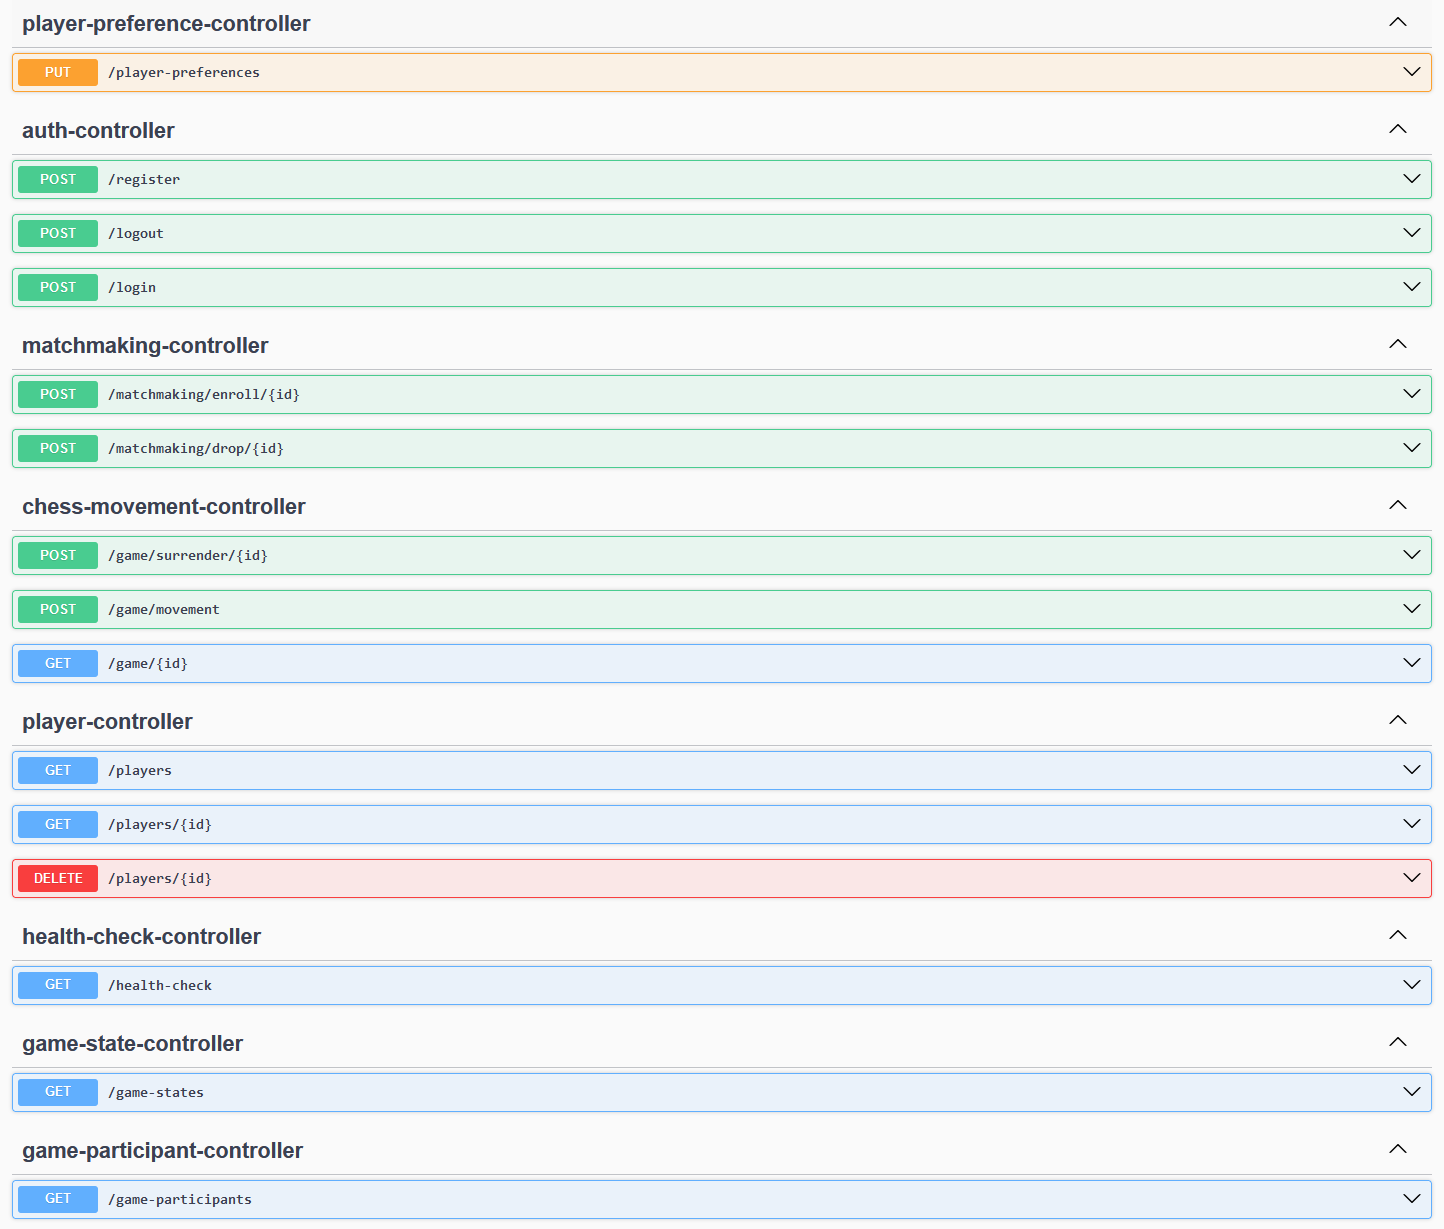 player-preference-controller
PUT /player-preferences
auth-controller
POST /register
POST /logout
POST /login
matchmaking-controller
POST /matchmaking/enroll/{id}
POST /matchmaking/drop/{id}
chess-movement-controller
POST /game/surrender/{id}
POST /game/movement
GET /game/{id}
player-controller
GET /players
GET /players/{id}
DELETE /players/{id}
health-check-controller
GET /health-check
game-state-controller
GET /game-states
game-participant-controller
GET /game-participants